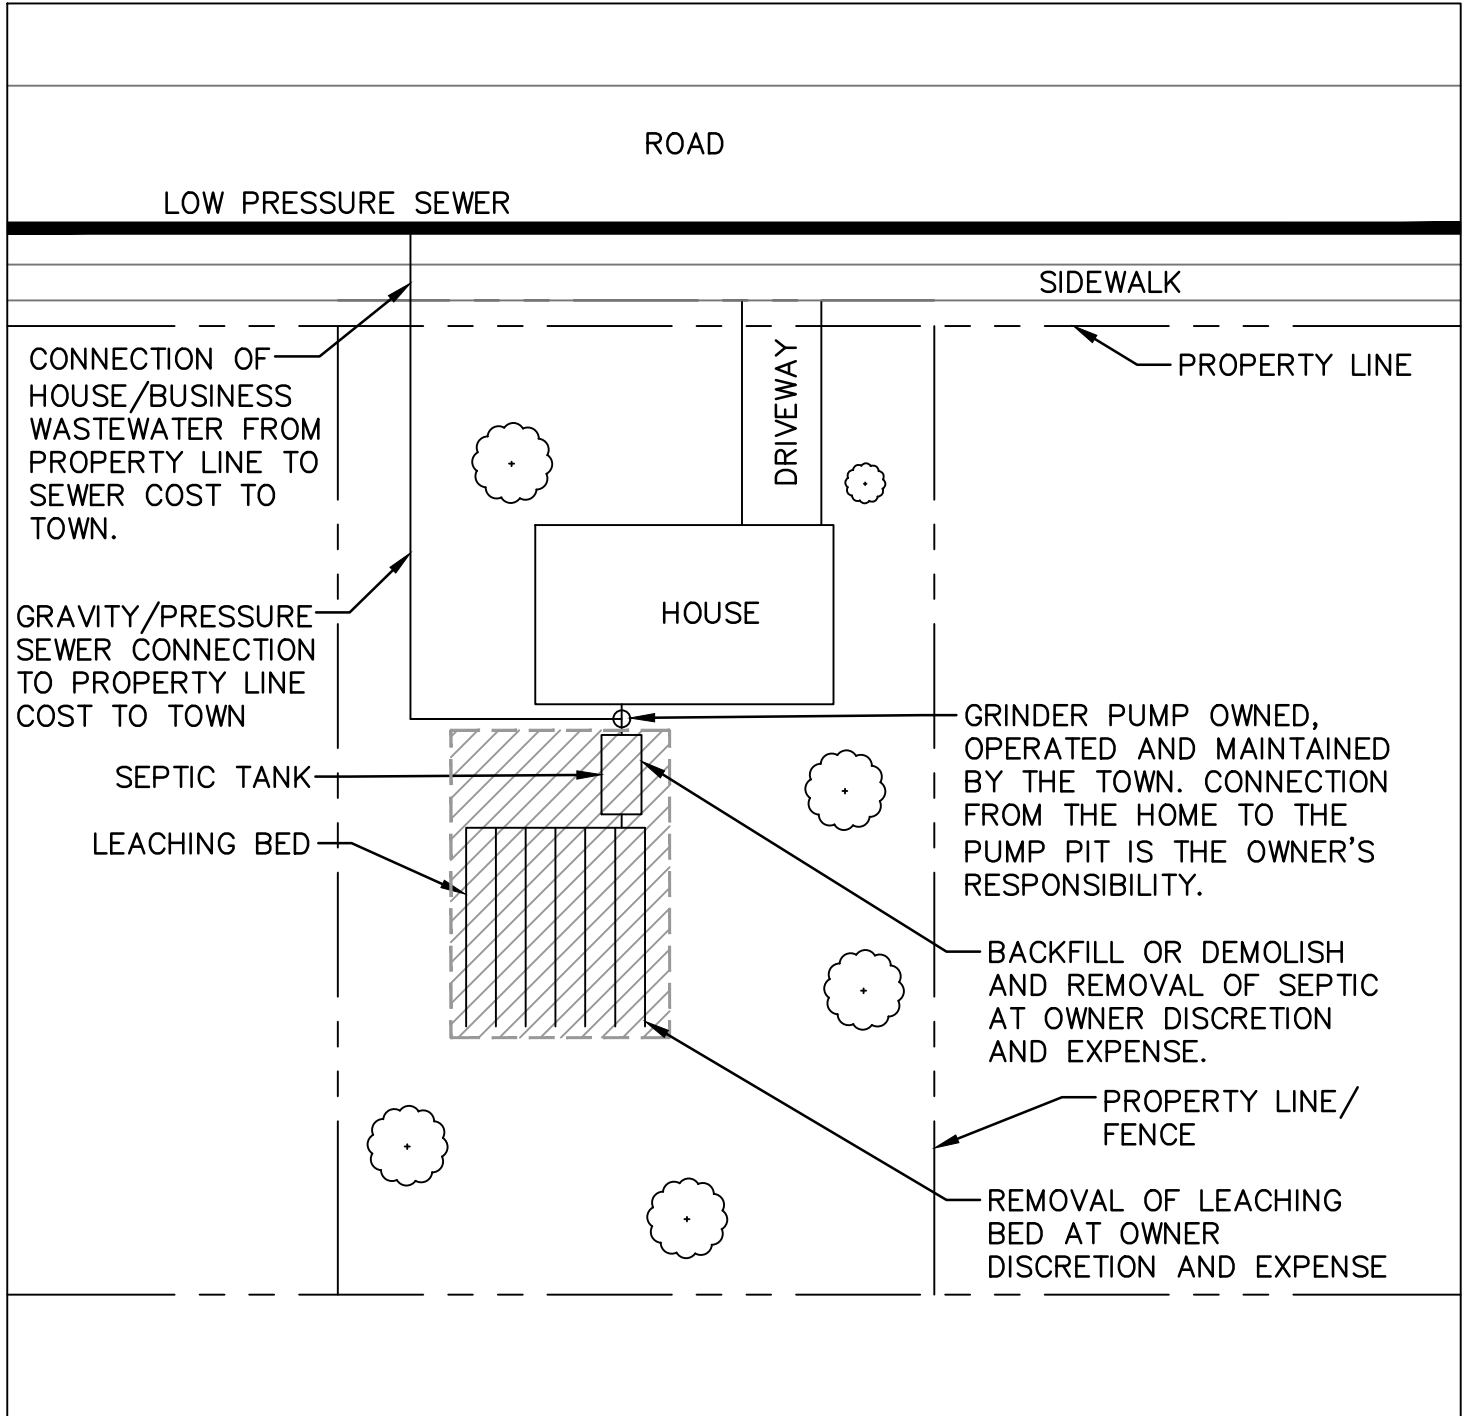 ROAD
LOW PRESSURE SEWER
SIDEWALK
PROPERTY LINE
CONNECTION OF
HOUSE/BUSINESS
WASTEWATER FROM
PROPERTY LINE TO
SEWER COST TO
TOWN.
DRIVEWAY
GRAVITY/PRESSURE
SEWER CONNECTION
TO PROPERTY LINE
COST TO TOWN
HOUSE
SEPTIC TANK
LEACHING BED
GRINDER PUMP OWNED,
OPERATED AND MAINTAINED
BY THE TOWN. CONNECTION
FROM THE HOME TO THE
PUMP PIT IS THE OWNER'S
RESPONSIBILITY.
BACKFILL OR DEMOLISH
AND REMOVAL OF SEPTIC
AT OWNER DISCRETION
AND EXPENSE.
PROPERTY LINE/
FENCE
REMOVAL OF LEACHING
BED AT OWNER
DISCRETION AND EXPENSE